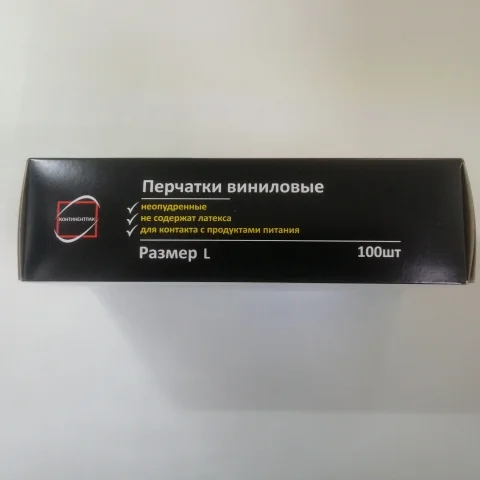 Перчатки виниловые
неопудренные
не содержат латекса
для контакта с продуктами питания
КОНТИНЕНТПАК
Размер L
100шт